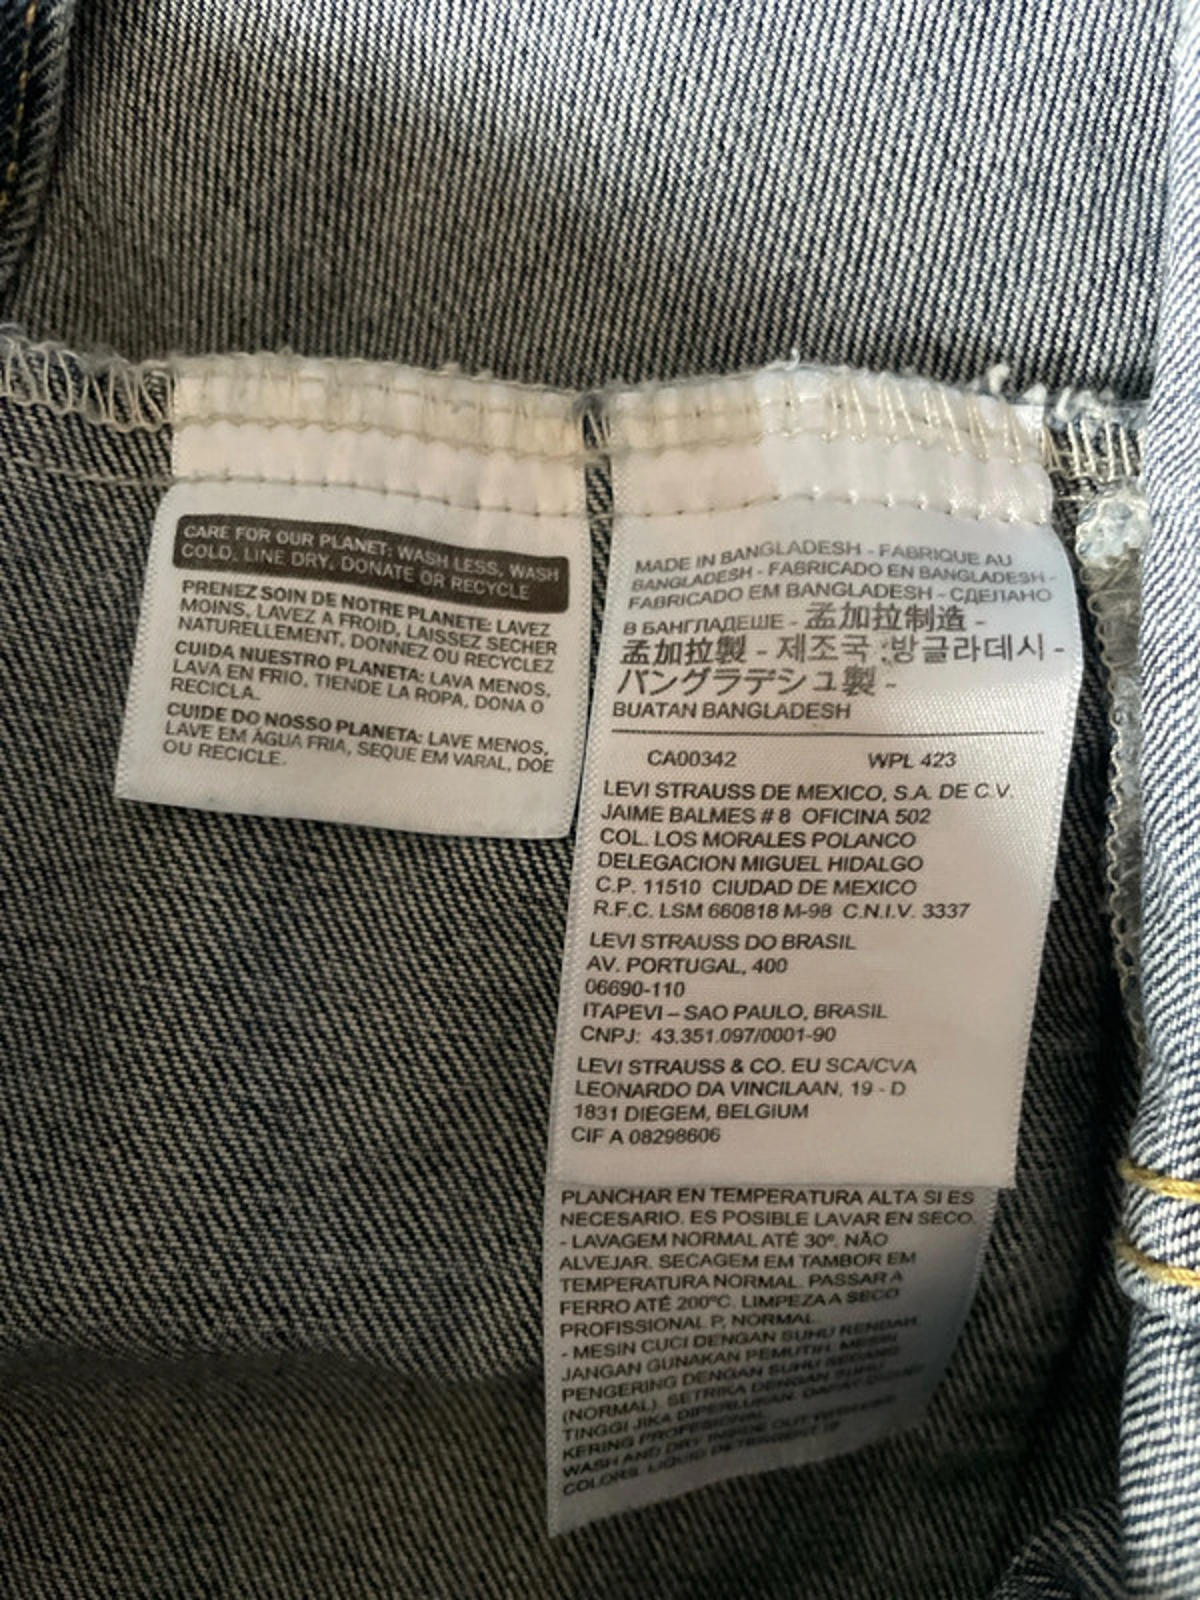 CARE FOR OUR PLANET: WASH LESS, WASH
COLD, LINE DRY, DONATE OR RECYCLE
PRENEZ SOIN DE NOTRE PLANETE: LAVEZ
MOINS, LAVEZ A FROID, LAISSEZ SECHER
NATURELLEMENT, DONNEZ OU RECYCLEZ
CUIDA NUESTRO PLANETA: LAVA MENOS,
LAVA EN FRIO, TIENDE LA ROPA, DONA O
RECICLA.
CUIDE DO NOSSO PLANETA: LAVE MENOS,
LAVE EM ÁGUA FRIA, SEQUE EM VARAL, DOE
OU RECICLE.
MADE IN BANGLADESH - FABRIQUE AU
BANGLADESH - FABRICADO EN BANGLADESH -
FABRICADO EM BANGLADESH - СДЕЛАНО
В БАНГЛАДЕШЕ - 孟加拉制造 -
孟加拉製 - 제조국 :방글라데시 -
バングラデシュ製 -
BUATAN BANGLADESH
CA00342 WPL 423
LEVI STRAUSS DE MEXICO, S.A. DE C.V.
JAIME BALMES # 8 OFICINA 502
COL. LOS MORALES POLANCO
DELEGACION MIGUEL HIDALGO
C.P. 11510 CIUDAD DE MEXICO
R.F.C. LSM 660818 M-98 C.N.I.V. 3337
LEVI STRAUSS DO BRASIL
AV. PORTUGAL, 400
06690-110
ITAPEVI – SAO PAULO, BRASIL
CNPJ: 43.351.097/0001-90
LEVI STRAUSS & CO. EU SCA/CVA
LEONARDO DA VINCILAAN, 19 - D
1831 DIEGEM, BELGIUM
CIF A 08298606
PLANCHAR EN TEMPERATURA ALTA SI ES
NECESARIO. ES POSIBLE LAVAR EN SECO.
- LAVAGEM NORMAL ATÉ 30º. NÃO
ALVEJAR. SECAGEM EM TAMBOR EM
TEMPERATURA NORMAL. PASSAR A
FERRO ATÉ 200ºC. LIMPEZA A SECO
PROFISSIONAL P, NORMAL.
- MESIN CUCI DENGAN SUHU RENDAH.
JANGAN GUNAKAN PEMUTIH. MESIN
PENGERING DENGAN SUHU SEDANG
(NORMAL). SETRIKA DENGAN SUHU
TINGGI JIKA DIPERLUKAN. DAPAT
KERING PROFESIONAL.
WASH AND DRY INSIDE OUT WITH
COLORS. LIQUID DETERGENT